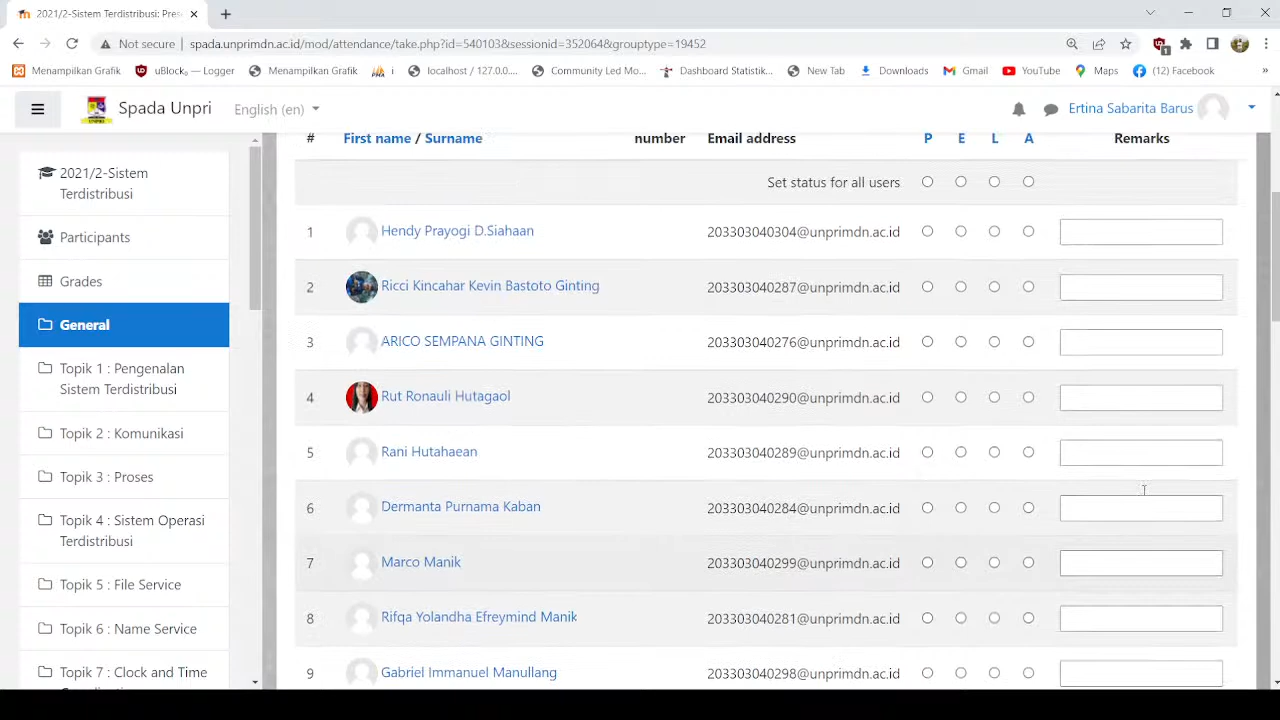 2021/2-Sistem Terdistribusi: Pres
Not secure | spada.unprimdn.ac.id/mod/attendance/take.php?id=540103&sessionid=352064&grouptype=19452
1
Menampilkan Grafik uBlock₀ — Logger Menampilkan Grafik i localhost / 127.0.0.... Community Led Mo... Dashboard Statistik... New Tab Downloads Gmail YouTube Maps (12) Facebook »
Spada Unpri English (en) Ertina Sabarita Barus
2021/2-Sistem
Terdistribusi
Participants
Grades
General
Topik 1 : Pengenalan
Sistem Terdistribusi
Topik 2 : Komunikasi
Topik 3 : Proses
Topik 4 : Sistem Operasi
Terdistribusi
Topik 5 : File Service
Topik 6 : Name Service
Topik 7 : Clock and Time
# First name / Surname number Email address P E L A Remarks
Set status for all users
1 Hendy Prayogi D.Siahaan 203303040304@unprimdn.ac.id
2 Ricci Kincahar Kevin Bastoto Ginting 203303040287@unprimdn.ac.id
3 ARICO SEMPANA GINTING 203303040276@unprimdn.ac.id
4 Rut Ronauli Hutagaol 203303040290@unprimdn.ac.id
5 Rani Hutahaean 203303040289@unprimdn.ac.id
6 Dermanta Purnama Kaban 203303040284@unprimdn.ac.id
7 Marco Manik 203303040299@unprimdn.ac.id
8 Rifqa Yolandha Efreymind Manik 203303040281@unprimdn.ac.id
9 Gabriel Immanuel Manullang 203303040298@unprimdn.ac.id